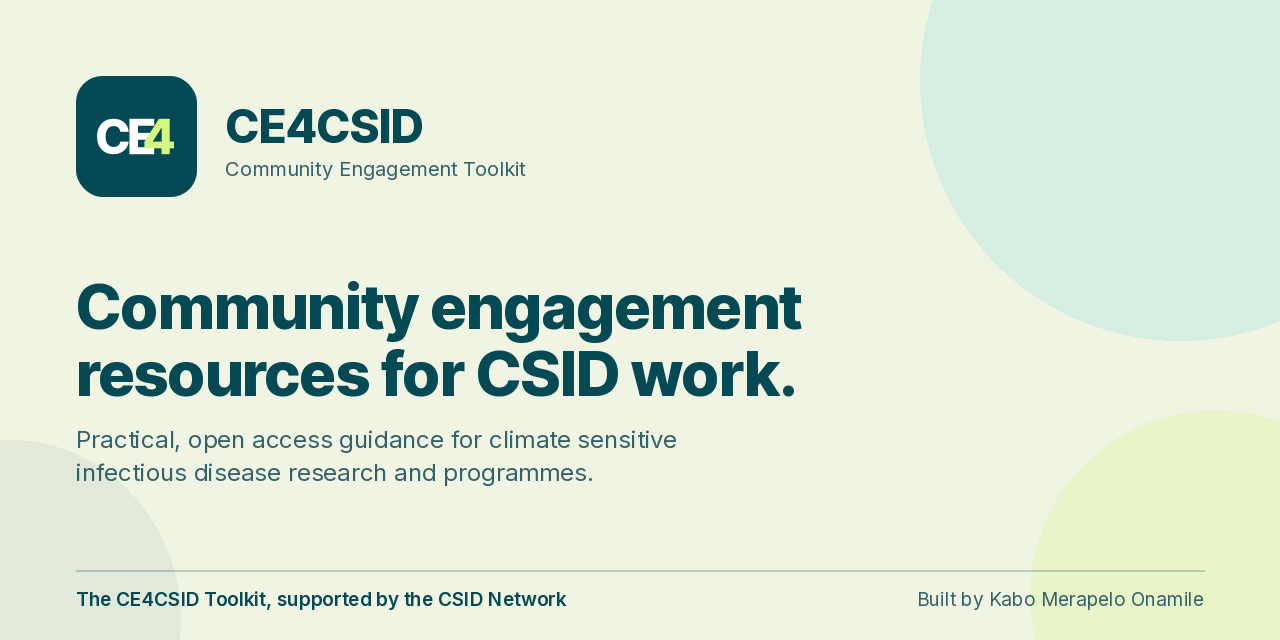 CE4
CE4CSID
Community Engagement Toolkit
Community engagement
resources for CSID work.
Practical, open access guidance for climate sensitive
infectious disease research and programmes.
The CE4CSID Toolkit, supported by the CSID Network
Built by Kabo Merapelo Onamile